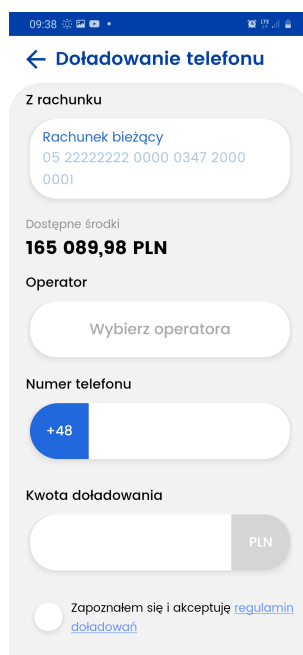 09:38
LTE
Doładowanie telefonu
Z rachunku
Rachunek bieżący
05 22222222 0000 0347 2000
0001
Dostępne środki
165 089,98 PLN
Operator
Wybierz operatora
Numer telefonu
+48
Kwota doładowania
PLN
Zapoznałem się i akceptuję regulamin
doładowań